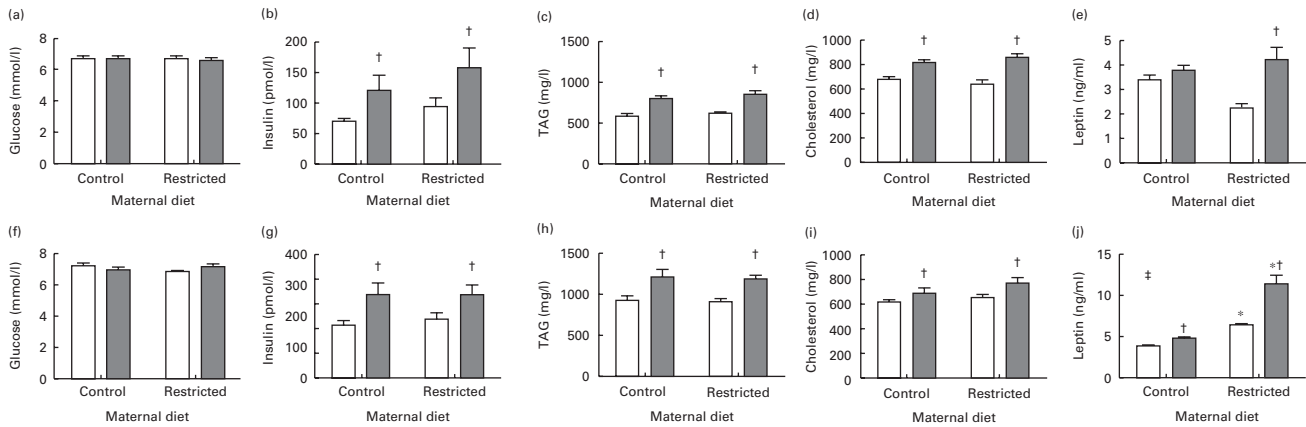 (a)
Glucose (mmol/l)
8
6
4
2
0
Control Restricted
Maternal diet
(b)
Insulin (pmol/l)
200
150
100
50
0
†
†
Control Restricted
Maternal diet
(c)
TAG (mg/l)
1500
1000
500
0
†
†
Control Restricted
Maternal diet
(d)
Cholesterol (mg/l)
1000
800
600
400
200
0
†
†
Control Restricted
Maternal diet
(e)
Leptin (ng/ml)
5
4
3
2
1
0
†
Control Restricted
Maternal diet
(f)
Glucose (mmol/l)
8
6
4
2
0
Control Restricted
Maternal diet
(g)
Insulin (pmol/l)
400
300
200
100
0
†
†
Control Restricted
Maternal diet
(h)
TAG (mg/l)
1500
1000
500
0
†
†
Control Restricted
Maternal diet
(i)
Cholesterol (mg/l)
1000
800
600
400
200
0
†
†
Control Restricted
Maternal diet
(j)
Leptin (ng/ml)
15
10
5
0
‡
†
*
*†
Control Restricted
Maternal diet